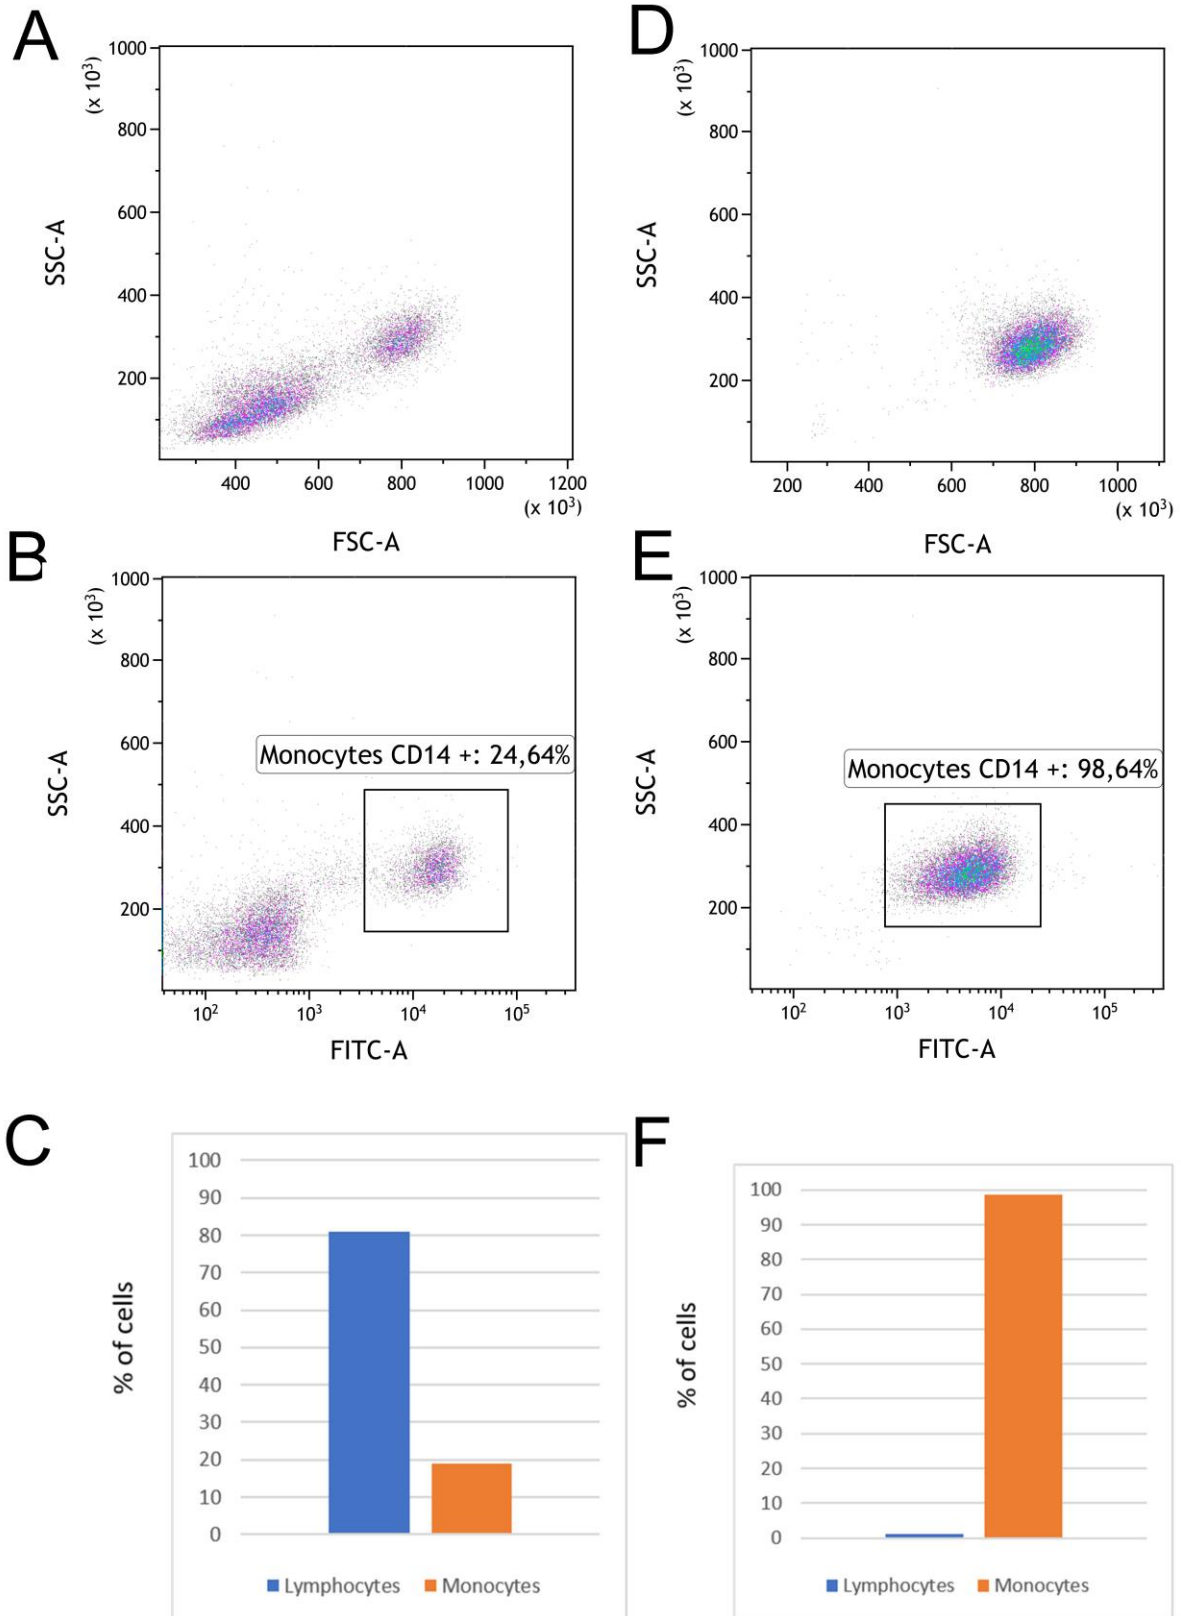 A
(x 10³)
1000
800
600
400
200
SSC-A
400 600 800 1000 1200
(x 10³)
FSC-A
D
(x 10³)
1000
800
600
400
200
SSC-A
200 400 600 800 1000
(x 10³)
FSC-A
B
(x 10³)
1000
800
600
400
200
SSC-A
Monocytes CD14 +: 24,64%
10² 10³ 10⁴ 10⁵
FITC-A
E
(x 10³)
1000
800
600
400
200
SSC-A
Monocytes CD14 +: 98,64%
10² 10³ 10⁴ 10⁵
FITC-A
C
100
90
80
70
60
50
40
30
20
10
0
% of cells
Lymphocytes Monocytes
F
100
90
80
70
60
50
40
30
20
10
0
% of cells
Lymphocytes Monocytes